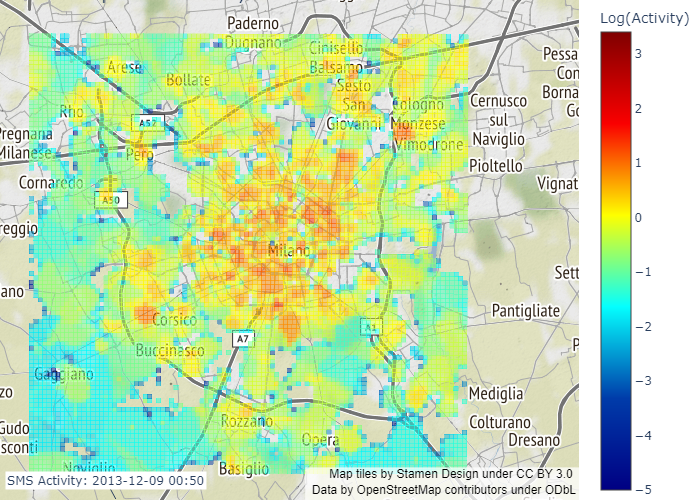 Log(Activity)
Paderno
Dugnano
Cinisello
Balsamo
Arese
Bollate
Sesto
San
Giovanni
Cologno
Monzese
Vimodrone
Cernusco
sul
Naviglio
Pessa
Con
Borna
Go
Rho
A52
Pero
Pregnana
Milanese
Cornaredo
A50
Pioltello
Vignat
reggio
Milano
Sett
ano
Corsico
A7
A1
Pantigliate
P
Buccinasco
Gaggiano
zo
Mediglia
Rozzano
Opera
Colturano
Dresano
Gudo
sconti
Noviglio
Basiglio
3
2
1
0
−1
−2
−3
−4
−5
SMS Activity: 2013-12-09 00:50
Map tiles by Stamen Design under CC BY 3.0
Data by OpenStreetMap contributors under ODbL